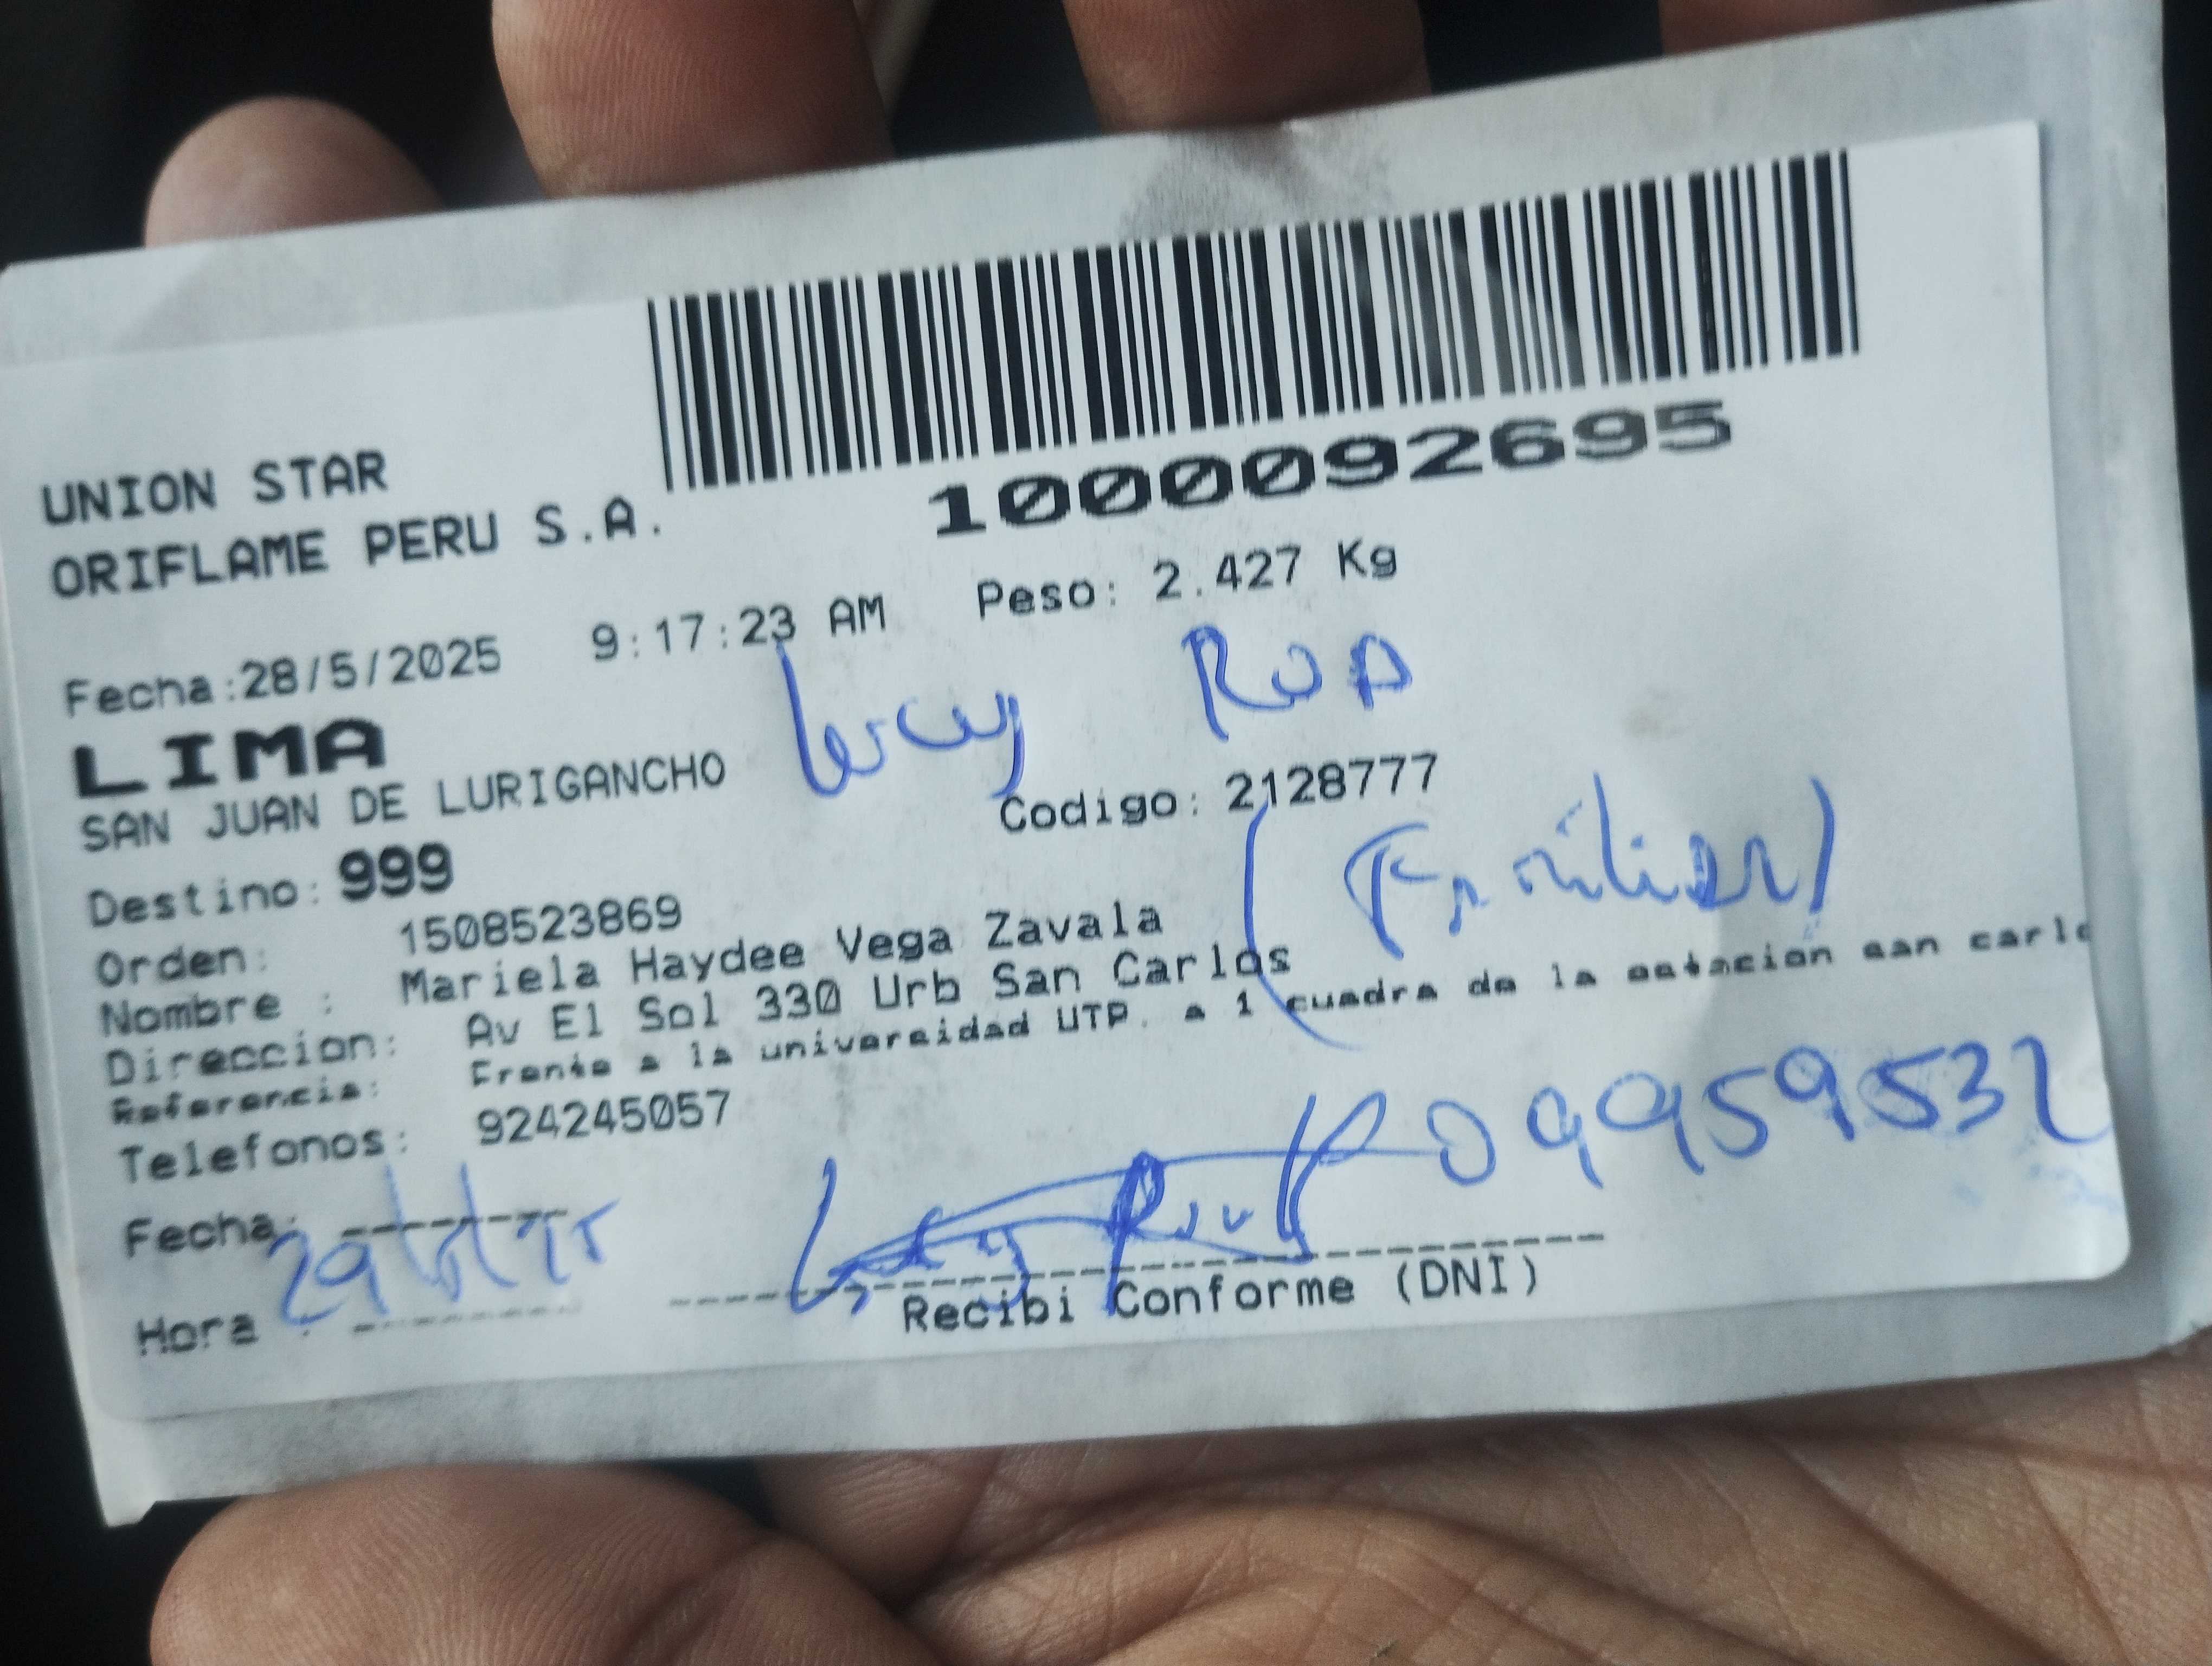 1000092695
UNION STAR
ORIFLAME PERU S.A.
Fecha:28/5/2025 9:17:23 AM Peso: 2.427 Kg
LIMA
SAN JUAN DE LURIGANCHO
Codigo: 2128777
Destino: 999
(Familiar)
Orden: 1508523869
Nombre : Mariela Haydee Vega Zavala
Direccion: Av El Sol 330 Urb San Carlos
Referencia: Frente a la universidad UTP. a 1 cuadra de la estacion san carlo
Telefonos: 924245057
09959532
Fecha:
Hora :
Recibi Conforme (DNI)